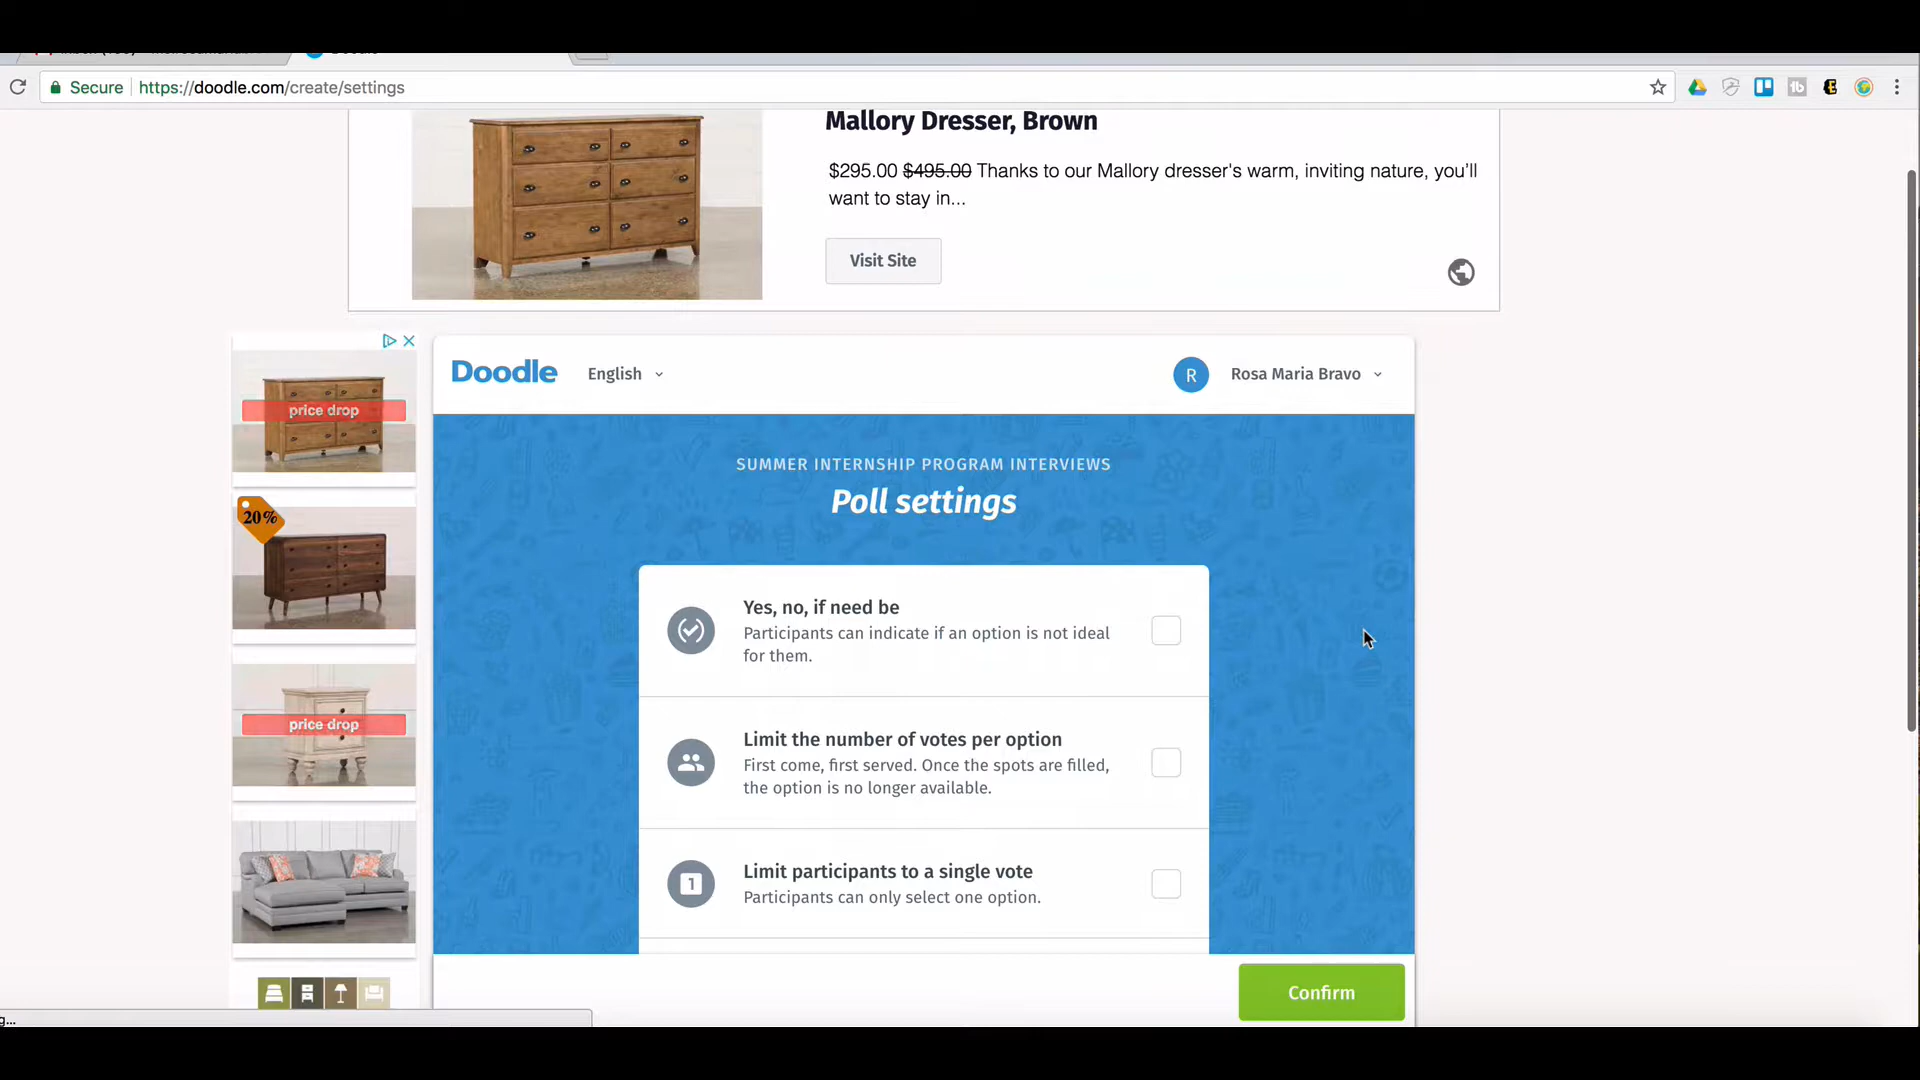 Secure https://doodle.com/create/settings
Mallory Dresser, Brown
$295.00 $495.00 Thanks to our Mallory dresser's warm, inviting nature, you'll
want to stay in...
Visit Site
Doodle English
R Rosa Maria Bravo
price drop
20%
price drop
SUMMER INTERNSHIP PROGRAM INTERVIEWS
Poll settings
Yes, no, if need be
Participants can indicate if an option is not ideal
for them.
Limit the number of votes per option
First come, first served. Once the spots are filled,
the option is no longer available.
1
Limit participants to a single vote
Participants can only select one option.
Confirm